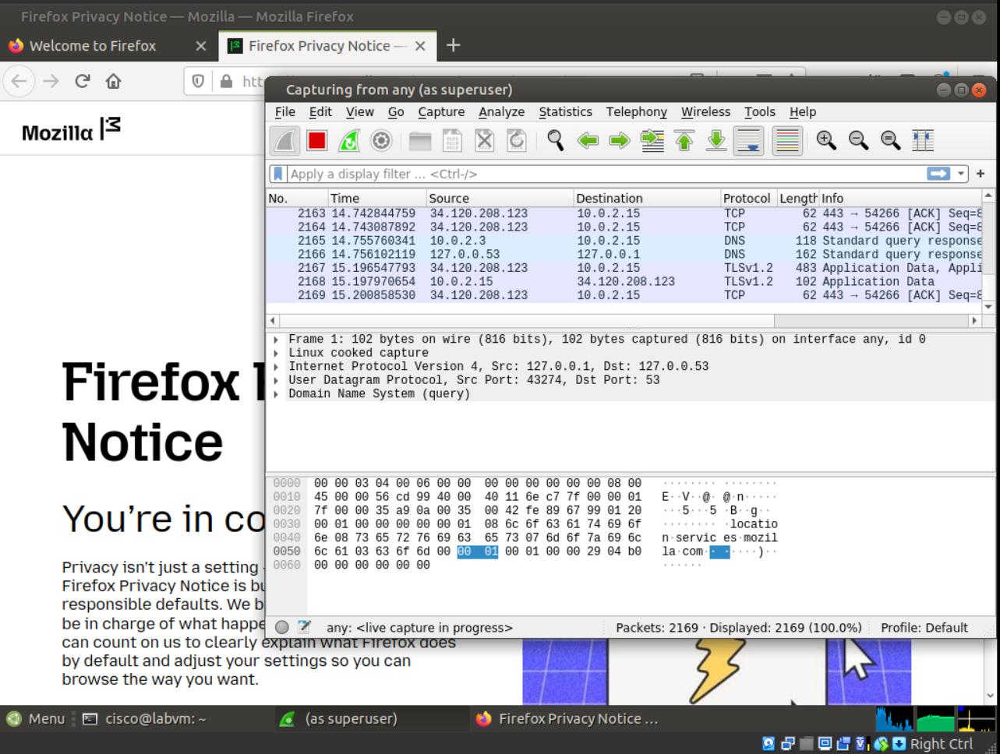 Firefox Privacy Notice — Mozilla — Mozilla Firefox
Welcome to Firefox
Firefox Privacy Notice —
Mozilla
Capturing from any (as superuser)
File Edit View Go Capture Analyze Statistics Telephony Wireless Tools Help
Apply a display filter ... <Ctrl-/>
No. Time Source Destination Protocol Length Info
2163 14.742844759 34.120.208.123 10.0.2.15 TCP 62 443 → 54266 [ACK] Seq=8
2164 14.743087892 34.120.208.123 10.0.2.15 TCP 62 443 → 54266 [ACK] Seq=8
2165 14.755760341 10.0.2.3 10.0.2.15 DNS 118 Standard query response
2166 14.756102119 127.0.0.53 127.0.0.1 DNS 162 Standard query response
2167 15.196547793 34.120.208.123 10.0.2.15 TLSv1.2 483 Application Data, Appli
2168 15.197970654 10.0.2.15 34.120.208.123 TLSv1.2 102 Application Data
2169 15.200858530 34.120.208.123 10.0.2.15 TCP 62 443 → 54266 [ACK] Seq=8
Frame 1: 102 bytes on wire (816 bits), 102 bytes captured (816 bits) on interface any, id 0
Linux cooked capture
Internet Protocol Version 4, Src: 127.0.0.1, Dst: 127.0.0.53
User Datagram Protocol, Src Port: 43274, Dst Port: 53
Domain Name System (query)
0000 00 00 03 04 00 06 00 00 00 00 00 00 00 00 08 00 ········ ········
0010 45 00 00 56 cd 99 40 00 40 11 6e c7 7f 00 00 01 E··V··@· @·n·····
0020 7f 00 00 35 a9 0a 00 35 00 42 fe 89 67 99 01 20 ···5···5 ·B··g··
0030 00 01 00 00 00 00 00 01 08 6c 6f 63 61 74 69 6f ········ ·locatio
0040 6e 08 73 65 72 76 69 63 65 73 07 6d 6f 7a 69 6c n·servic es·mozil
0050 6c 61 03 63 6f 6d 00 00 01 00 01 00 00 29 04 b0 la·com·· ·····)··
0060 00 00 00 00 00 00 ······
any: <live capture in progress> Packets: 2169 · Displayed: 2169 (100.0%) Profile: Default
Firefox
Notice
You’re in co
Privacy isn’t just a setting
Firefox Privacy Notice is bu
responsible defaults. We b
be in charge of what happe
can count on us to clearly explain what Firefox does
by default and adjust your settings so you can
browse the way you want.
Menu cisco@labvm: ~ (as superuser) Firefox Privacy Notice ...
Right Ctrl